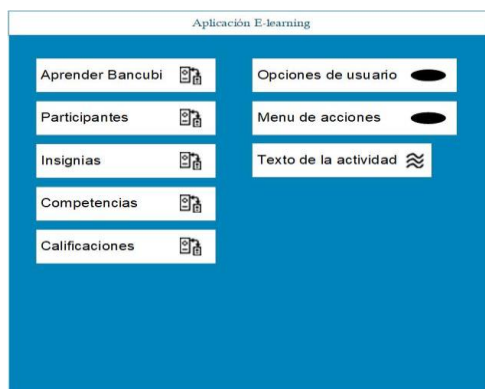 Aplicación E-learning
Aprender Bancubi
Participantes
Insignias
Competencias
Calificaciones
Opciones de usuario
Menu de acciones
Texto de la actividad